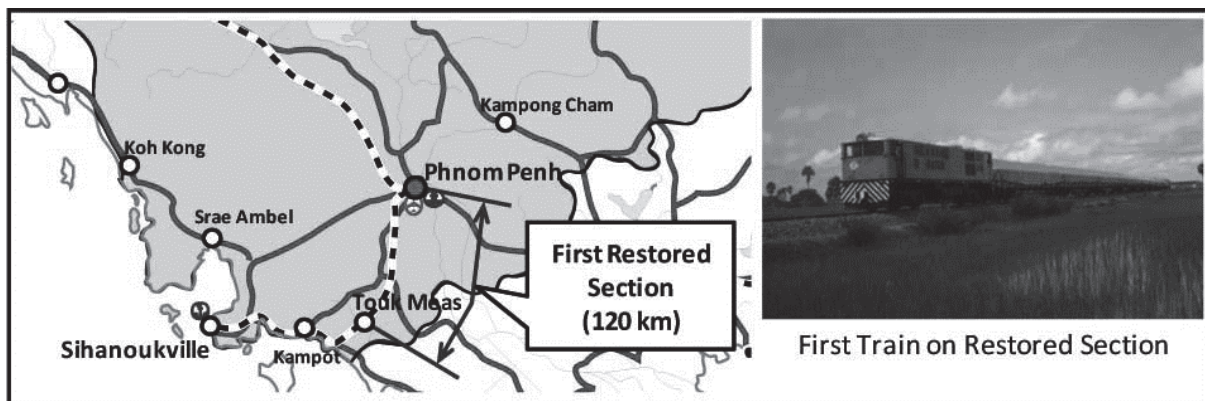 Kampong Cham
Koh Kong
Phnom Penh
Srae Ambel
First Restored
Section
(120 km)
Touk Meas
Sihanoukville
Kampot
First Train on Restored Section